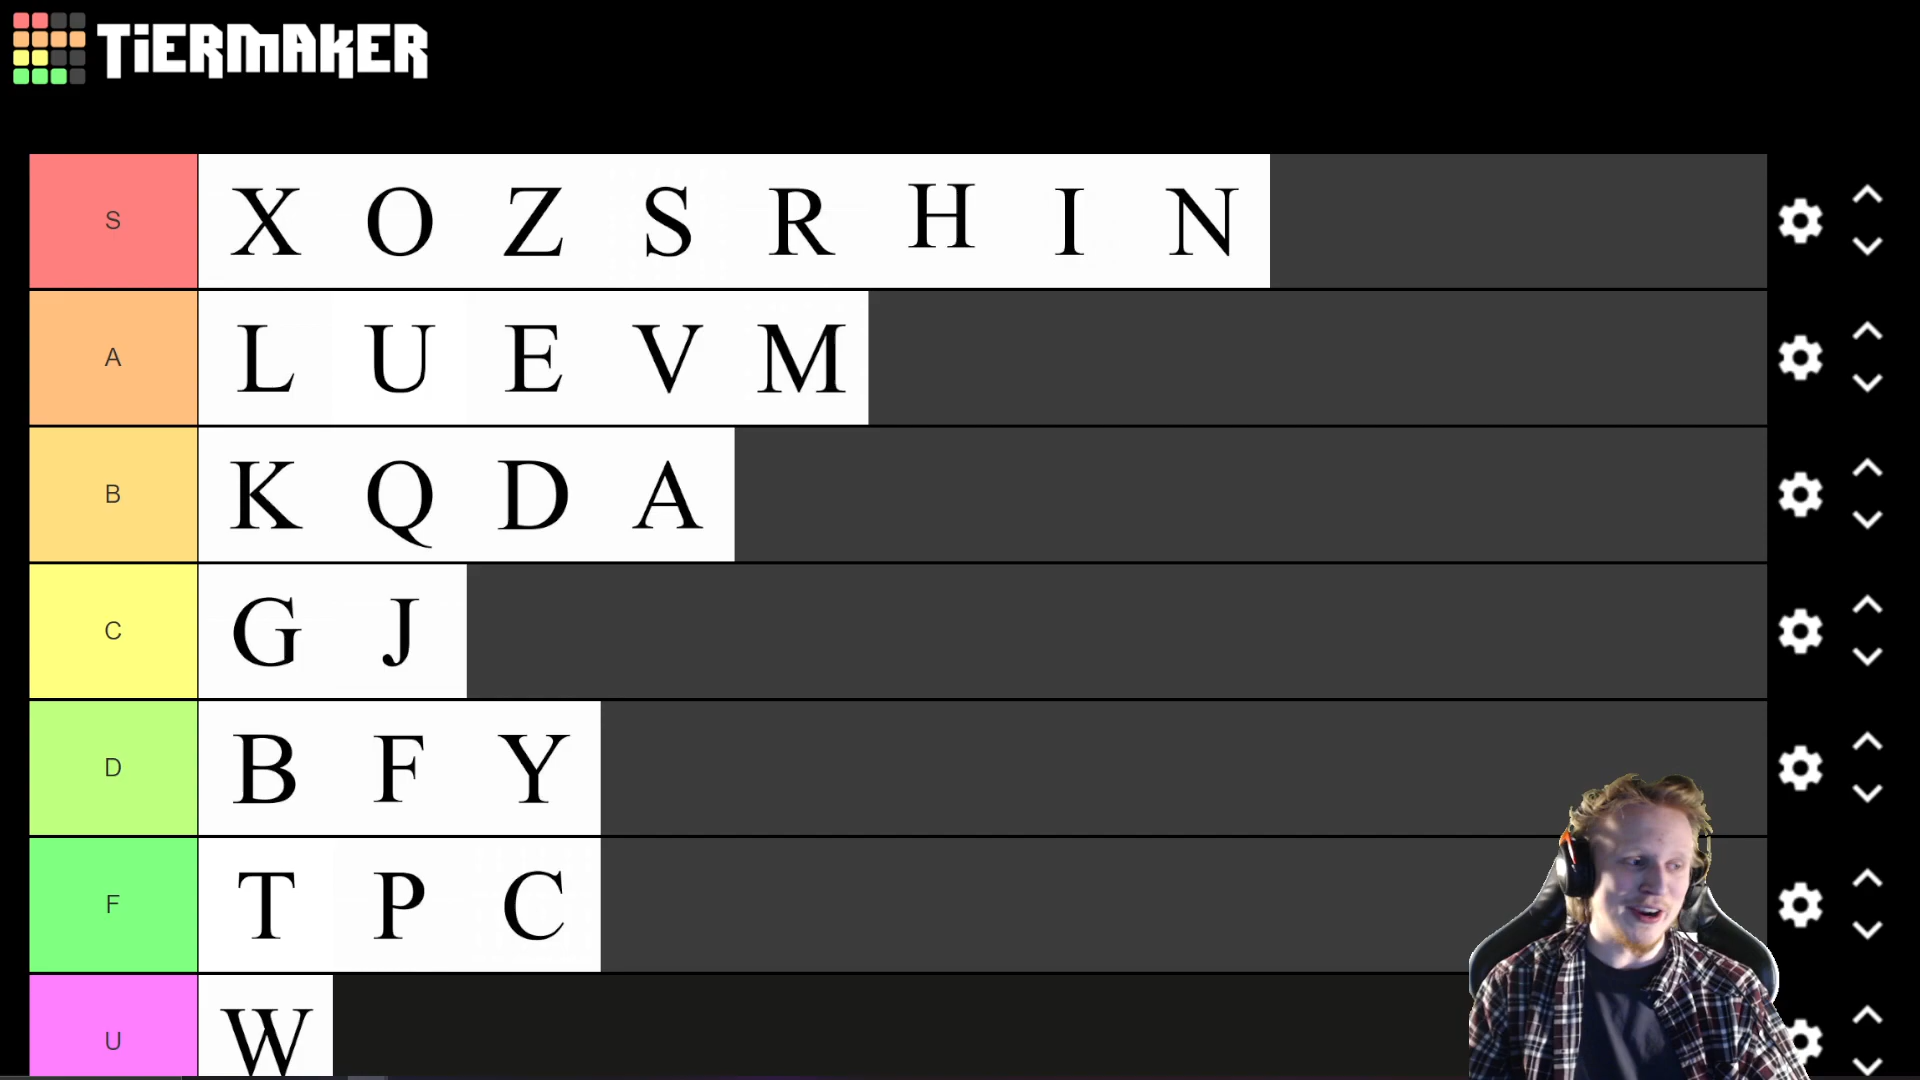 TiERMAKER
S X O Z S R H I N
A L U E V M
B K Q D A
C G J
D B F Y
F T P C
U W